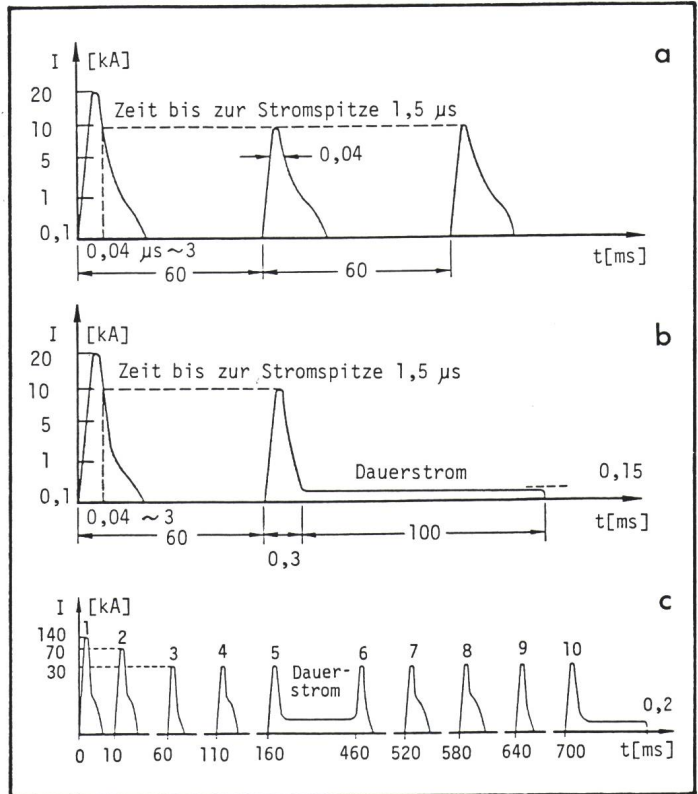 I [kA] a
20
Zeit bis zur Stromspitze 1,5 µs
10
0,04
5
1
0,1
0,04 µs ~3
t[ms]
60 60
I [kA] b
20
Zeit bis zur Stromspitze 1,5 µs
10
5
1
Dauerstrom 0,15
0,1
0,04 ~3
t[ms]
60 100
0,3
I [kA] c
140 1
70 2
30 3 4 5 6 7 8 9 10
Dauer-
strom
0,2
0 10 60 110 160 460 520 580 640 700 t[ms]